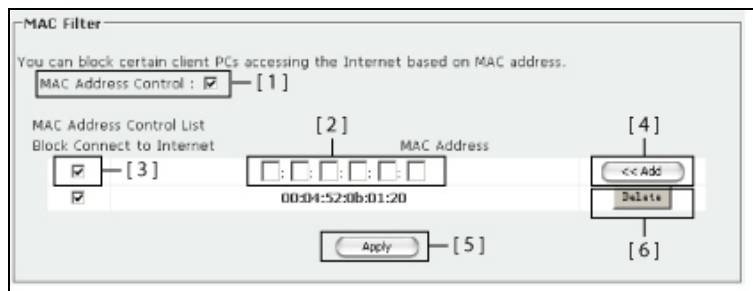 MAC Filter
You can block certain client PCs accessing the Internet based on MAC address.
MAC Address Control : [1]
MAC Address Control List [2] [4]
Block Connect to Internet MAC Address
[3] : : : : : << Add
00:04:52:0b:01:20 Delete
Apply [5] [6]